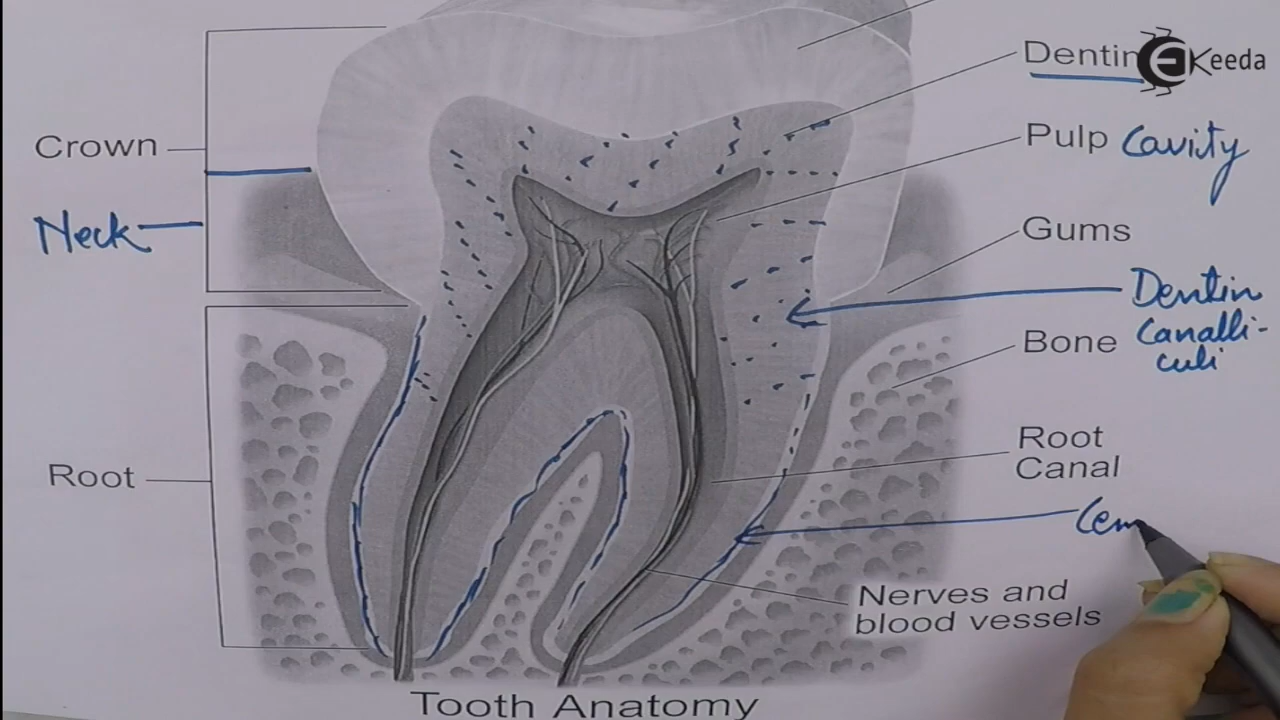 Dentin
Keeda
Crown
Pulp Cavity
Neck
Gums
Dentin
Canalli-
culi
Bone
Root
Canal
Root
Cem
Nerves and
blood vessels
Tooth Anatomy